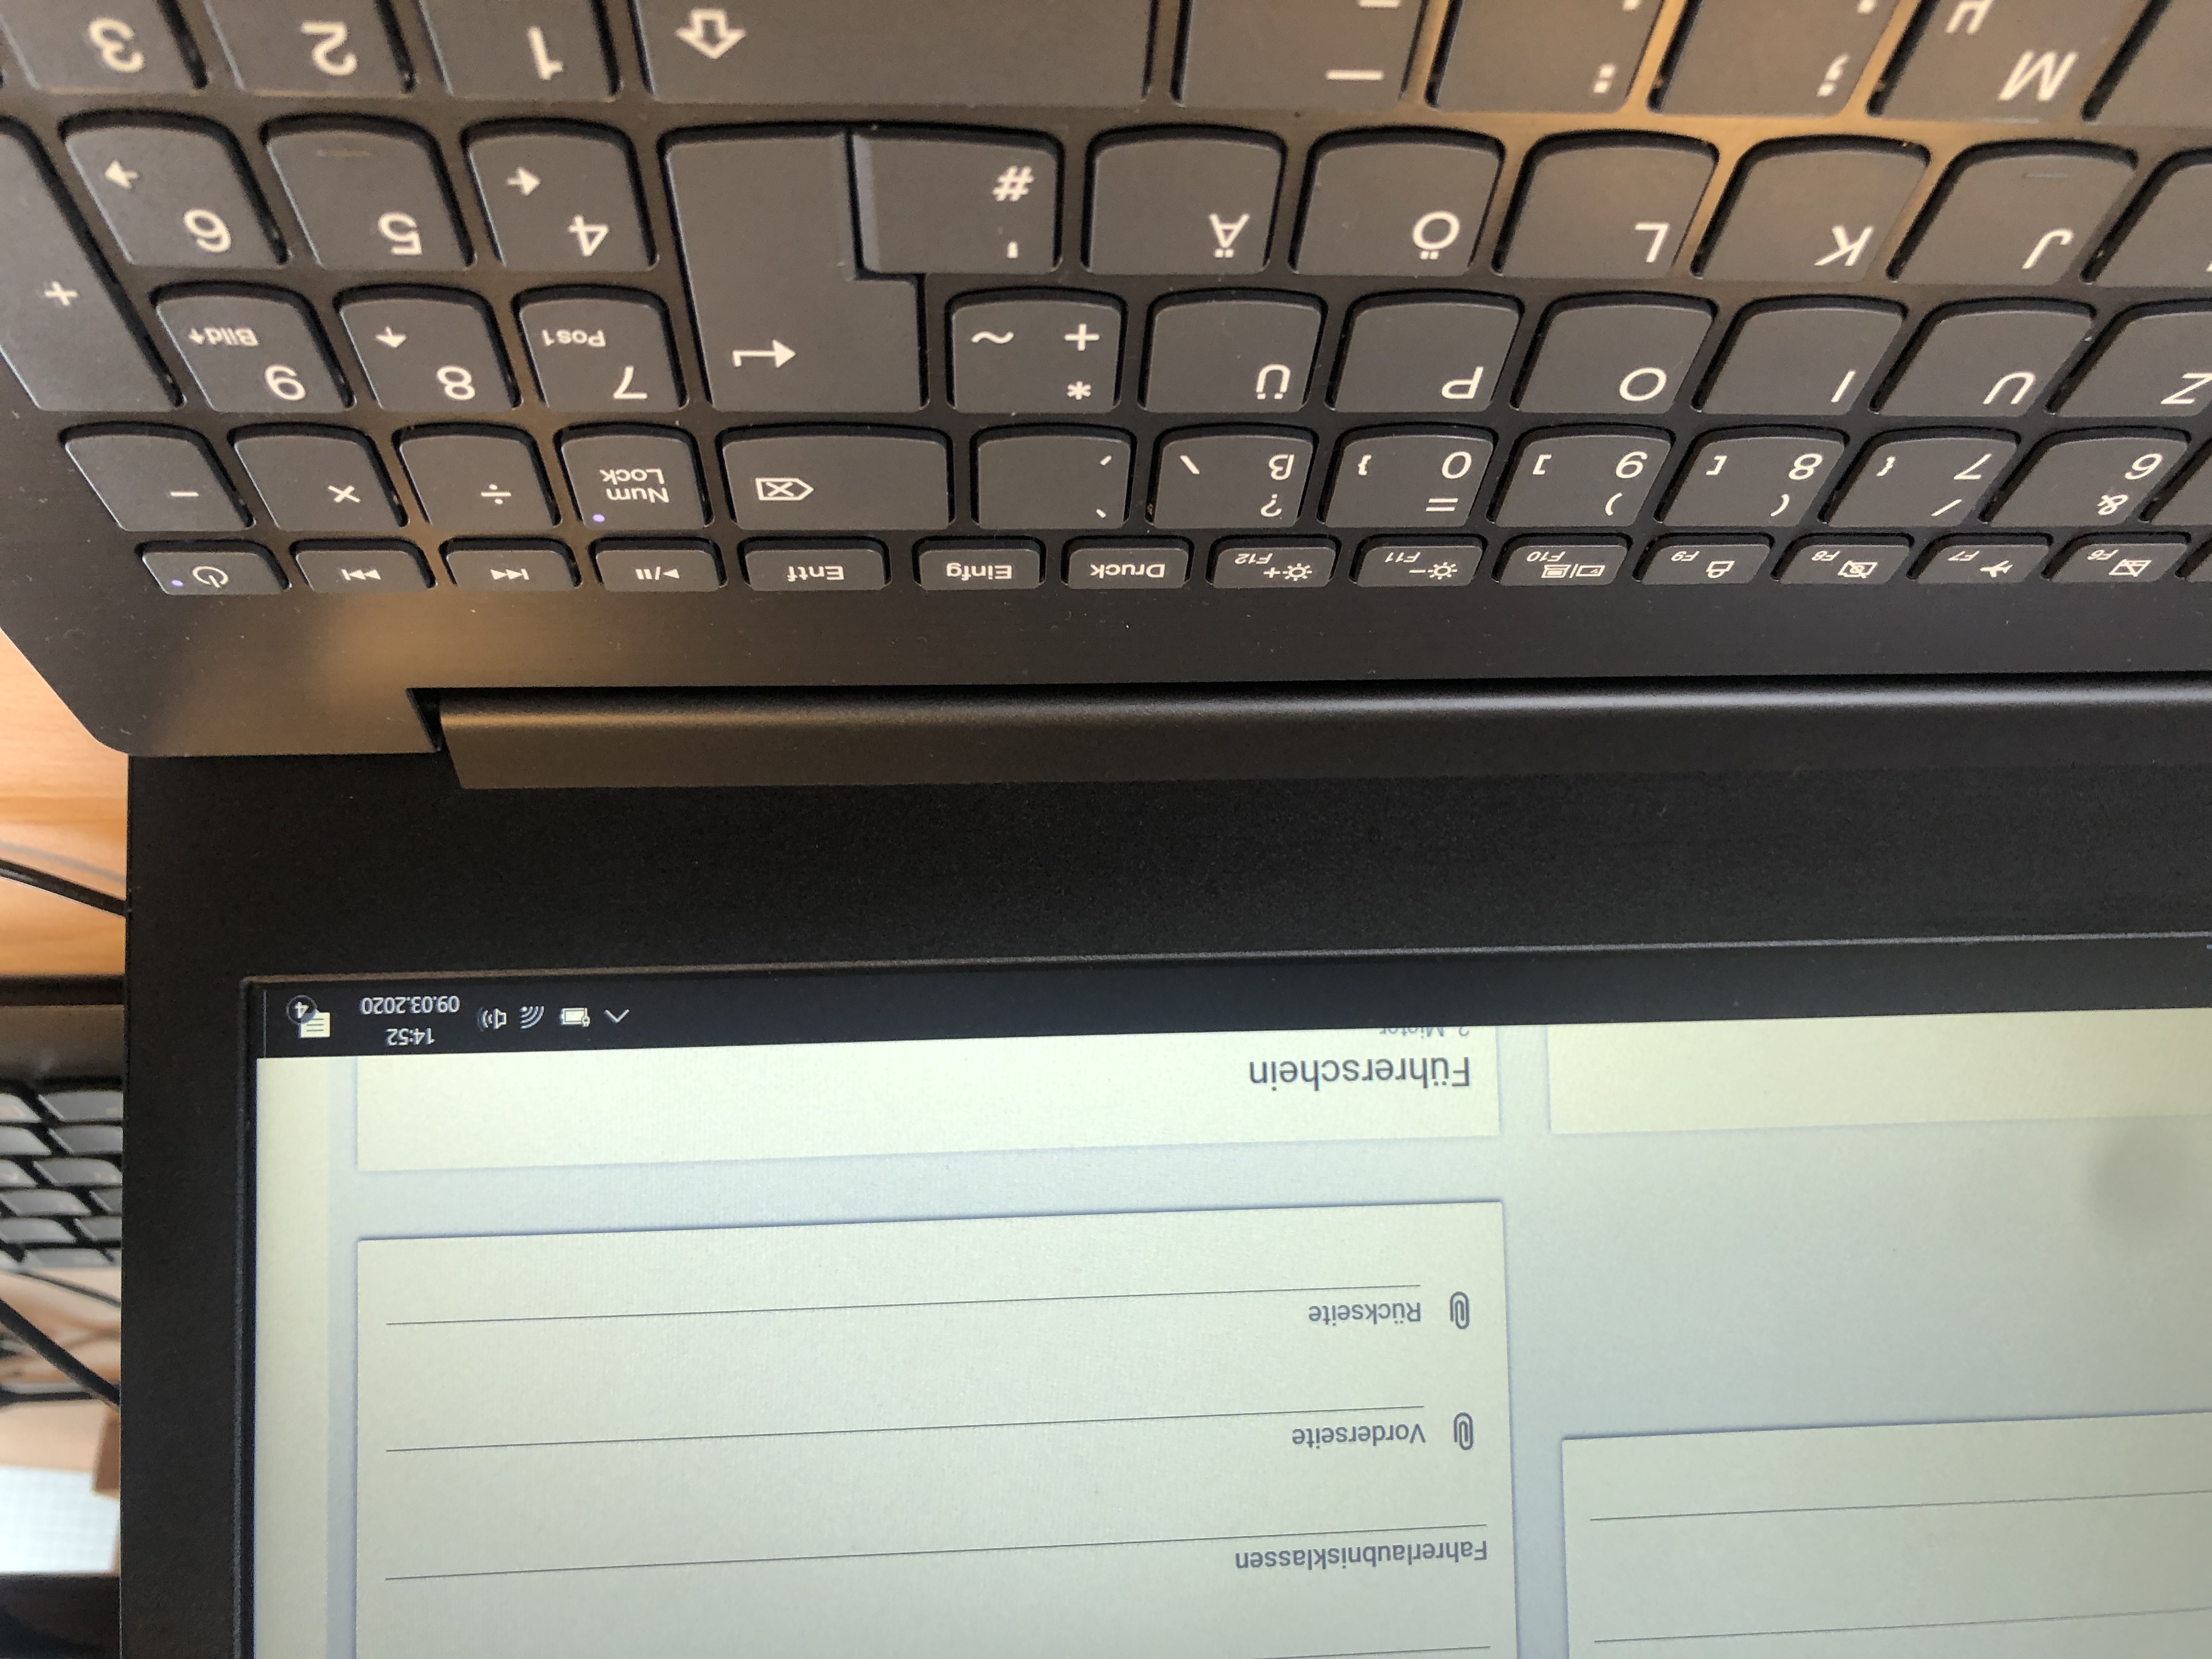 Fahrerlaubnisklassen
Vorderseite
Rückseite
Führerschein
2. Mieter
14:52
09.03.2020
4
F6 F7 F8 F9 F10 F11 F12 Druck Einfg Entf
& / ( ) = ? `
6 7 { 8 [ 9 ] 0 } ß \ ´ Num Lock ÷ × −
Z U I O P Ü * 7 8 9
+ ~ Pos1 Bild↑ +
J K L Ö Ä ' 4 5 6
#
M ; : — 1 2 3
µ